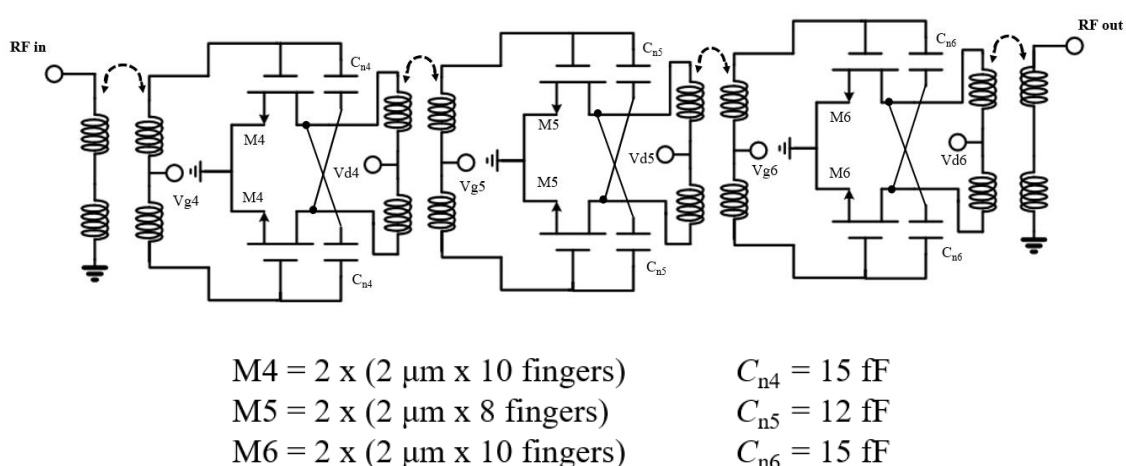 RF in
RF out
C_n4
C_n5
C_n6
M4
M5
M6
Vg4
Vd4
Vg5
Vd5
Vg6
Vd6
M4
M5
M6
C_n4
C_n5
C_n6
M4 = 2 x (2 μm x 10 fingers) C_n4 = 15 fF
M5 = 2 x (2 μm x 8 fingers) C_n5 = 12 fF
M6 = 2 x (2 μm x 10 fingers) C_n6 = 15 fF